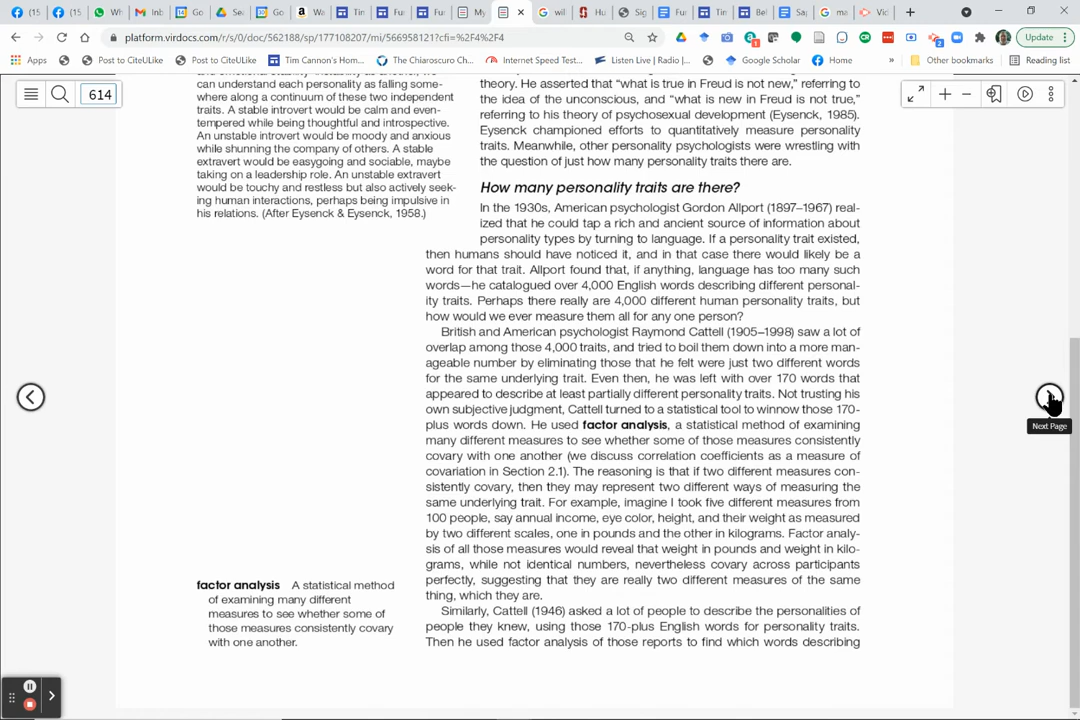 (15
(15
Wh
Inb
Go
Sea
Wa
Tin
Fur
Fur
My
wil
Hu
Sig
Fur
Tim
Bel
Sap
ma
Vid
platform.virdocs.com/r/s/0/doc/562188/sp/177108207/mi/566958121?cfi=%2F4%2F4
Update
Apps
Post to CiteULike
Post to CiteULike
Tim Cannon's Hom...
The Chiaroscuro Ch...
Internet Speed Test...
Listen Live | Radio |...
Google Scholar
Home
Other bookmarks
Reading list
614
can understand each personality as falling some-
where along a continuum of these two independent
traits. A stable introvert would be calm and even-
tempered while being thoughtful and introspective.
An unstable introvert would be moody and anxious
while shunning the company of others. A stable
extravert would be easygoing and sociable, maybe
taking on a leadership role. An unstable extravert
would be touchy and restless but also actively seek-
ing human interactions, perhaps being impulsive in
his relations. (After Eysenck & Eysenck, 1958.)
theory. He asserted that “what is true in Freud is not new,” referring to
the idea of the unconscious, and “what is new in Freud is not true,”
referring to his theory of psychosexual development (Eysenck, 1985).
Eysenck championed efforts to quantitatively measure personality
traits. Meanwhile, other personality psychologists were wrestling with
the question of just how many personality traits there are.
How many personality traits are there?
In the 1930s, American psychologist Gordon Allport (1897–1967) real-
ized that he could tap a rich and ancient source of information about
personality types by turning to language. If a personality trait existed,
then humans should have noticed it, and in that case there would likely be a
word for that trait. Allport found that, if anything, language has too many such
words—he catalogued over 4,000 English words describing different personal-
ity traits. Perhaps there really are 4,000 different human personality traits, but
how would we ever measure them all for any one person?
British and American psychologist Raymond Cattell (1905–1998) saw a lot of
overlap among those 4,000 traits, and tried to boil them down into a more man-
ageable number by eliminating those that he felt were just two different words
for the same underlying trait. Even then, he was left with over 170 words that
appeared to describe at least partially different personality traits. Not trusting his
own subjective judgment, Cattell turned to a statistical tool to winnow those 170-
plus words down. He used factor analysis, a statistical method of examining
many different measures to see whether some of those measures consistently
covary with one another (we discuss correlation coefficients as a measure of
covariation in Section 2.1). The reasoning is that if two different measures con-
sistently covary, then they may represent two different ways of measuring the
same underlying trait. For example, imagine I took five different measures from
100 people, say annual income, eye color, height, and their weight as measured
by two different scales, one in pounds and the other in kilograms. Factor analy-
sis of all those measures would reveal that weight in pounds and weight in kilo-
grams, while not identical numbers, nevertheless covary across participants
perfectly, suggesting that they are really two different measures of the same
thing, which they are.
Similarly, Cattell (1946) asked a lot of people to describe the personalities of
people they knew, using those 170-plus English words for personality traits.
Then he used factor analysis of those reports to find which words describing
factor analysis A statistical method
of examining many different
measures to see whether some of
those measures consistently covary
with one another.
Next Page